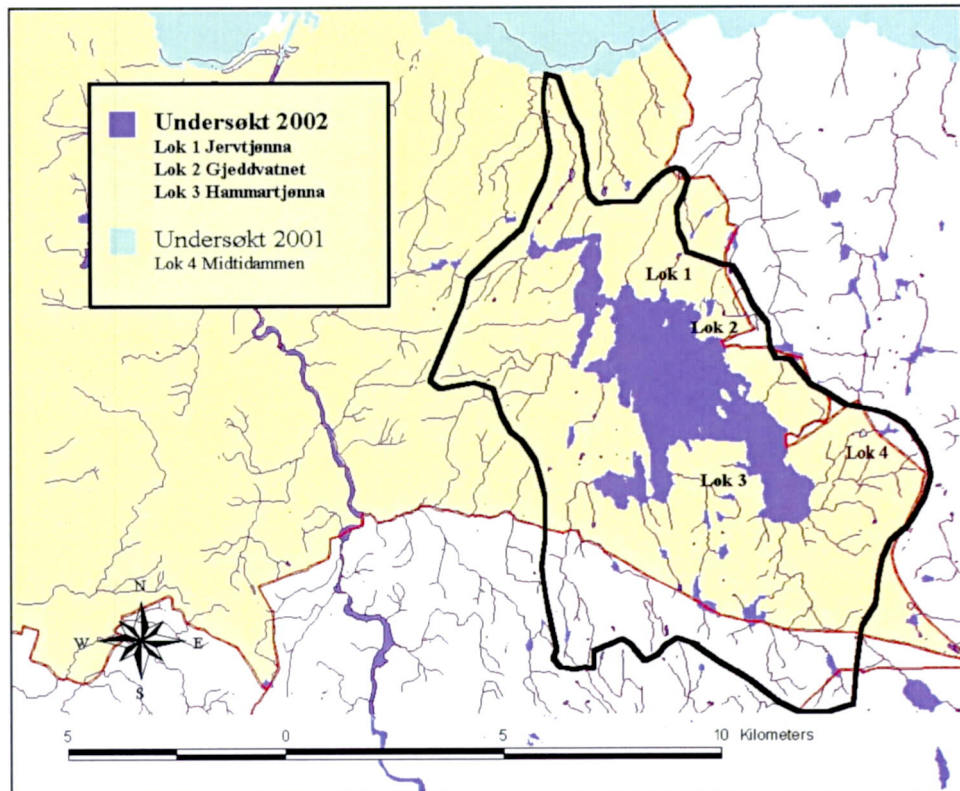 Undersøkt 2002
Lok 1 Jervtjønna
Lok 2 Gjeddvatnet
Lok 3 Hammartjønna
Undersøkt 2001
Lok 4 Midtidammen
Lok 1
Lok 2
Lok 4
Lok 3
N
W E
S
5 0 5 10 Kilometers